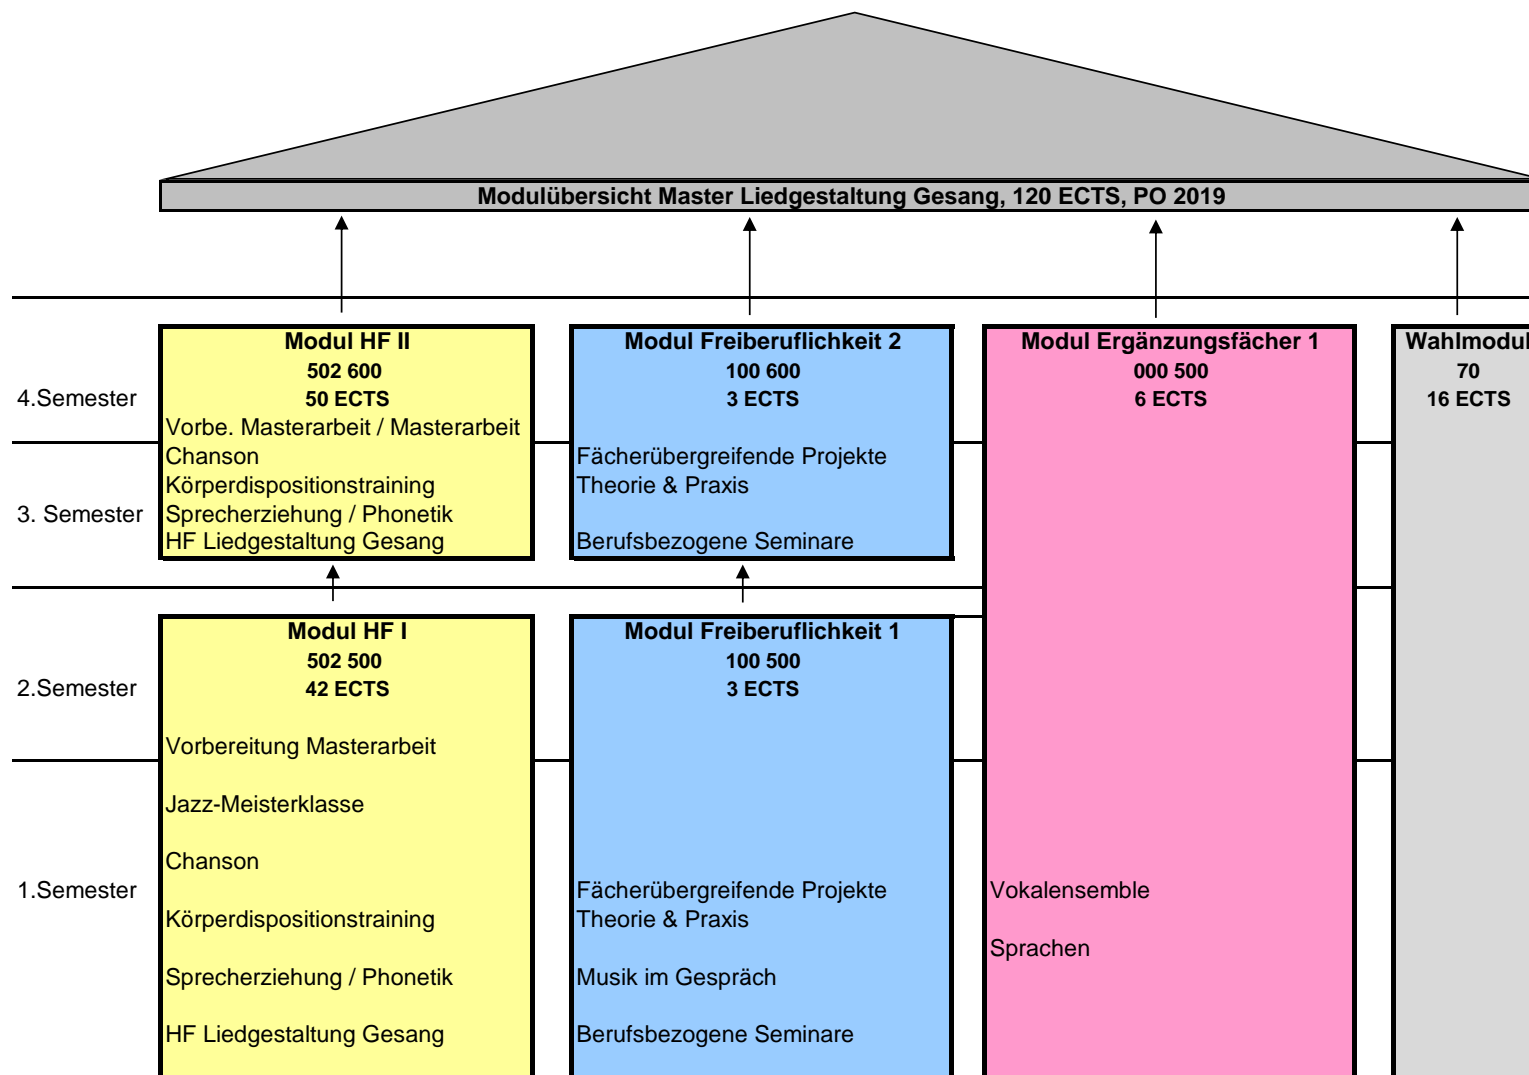 Modulübersicht Master Liedgestaltung Gesang, 120 ECTS, PO 2019
4.Semester
3. Semester
2.Semester
1.Semester
Modul HF II
502 600
50 ECTS
Vorbe. Masterarbeit / Masterarbeit
Chanson
Körperdispositionstraining
Sprecherziehung / Phonetik
HF Liedgestaltung Gesang
Modul Freiberuflichkeit 2
100 600
3 ECTS
Fächerübergreifende Projekte
Theorie & Praxis
Berufsbezogene Seminare
Modul Ergänzungsfächer 1
000 500
6 ECTS
Vokalensemble
Sprachen
Wahlmodul
70
16 ECTS
Modul HF I
502 500
42 ECTS
Vorbereitung Masterarbeit
Jazz-Meisterklasse
Chanson
Körperdispositionstraining
Sprecherziehung / Phonetik
HF Liedgestaltung Gesang
Modul Freiberuflichkeit 1
100 500
3 ECTS
Fächerübergreifende Projekte
Theorie & Praxis
Musik im Gespräch
Berufsbezogene Seminare